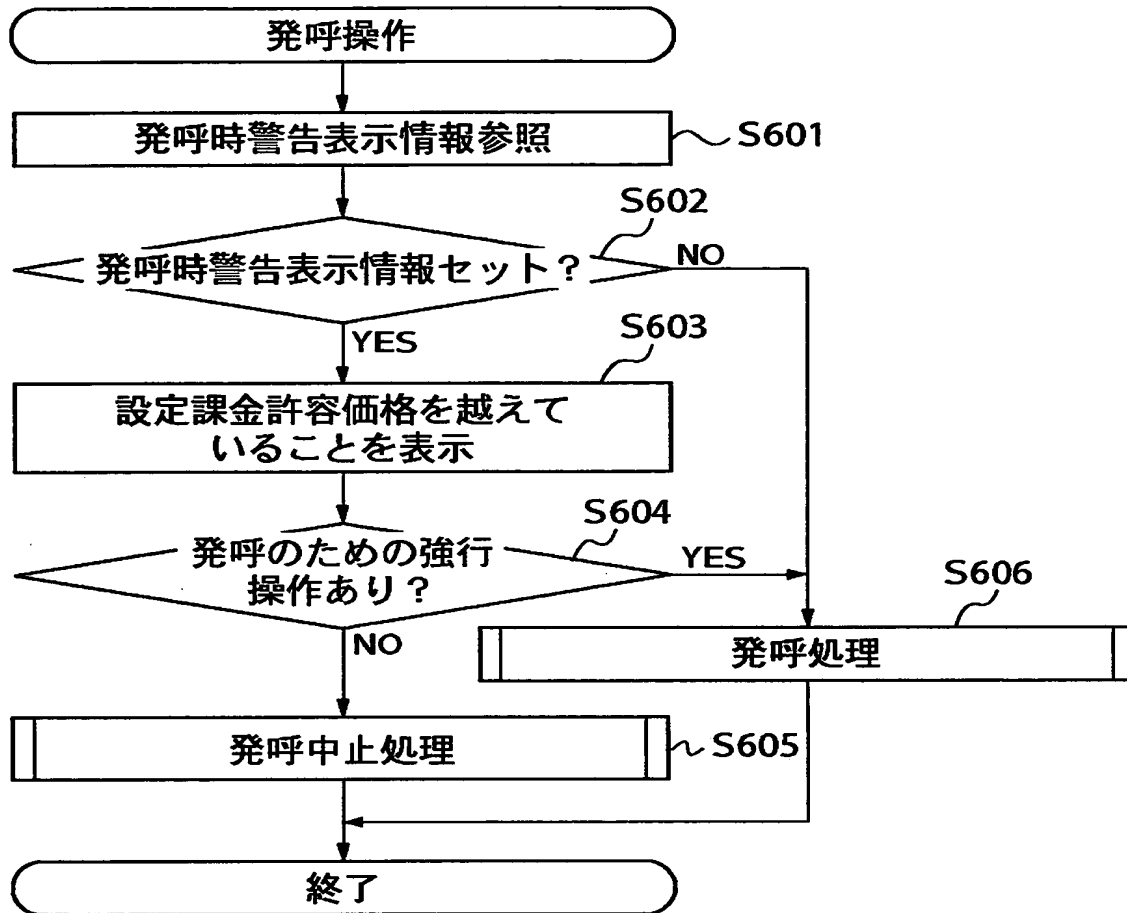 発呼操作
発呼時警告表示情報参照
S601
S602
発呼時警告表示情報セット？
NO
YES
S603
設定課金許容価格を越えて
いることを表示
S604
発呼のための強行
操作あり？
YES
NO
S606
発呼処理
発呼中止処理
S605
終了